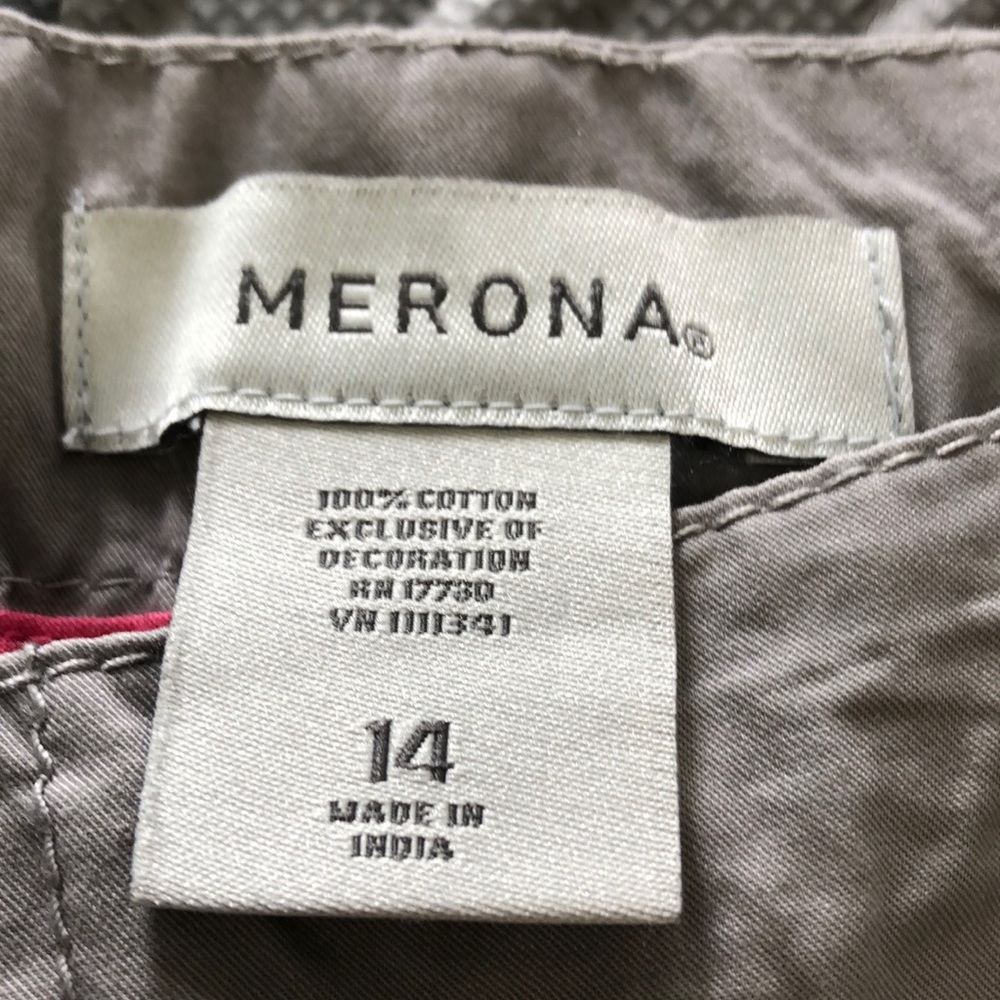 MERONA®
100% COTTON
EXCLUSIVE OF
DECORATION
RN 17730
VN 1111341
14
MADE IN
INDIA